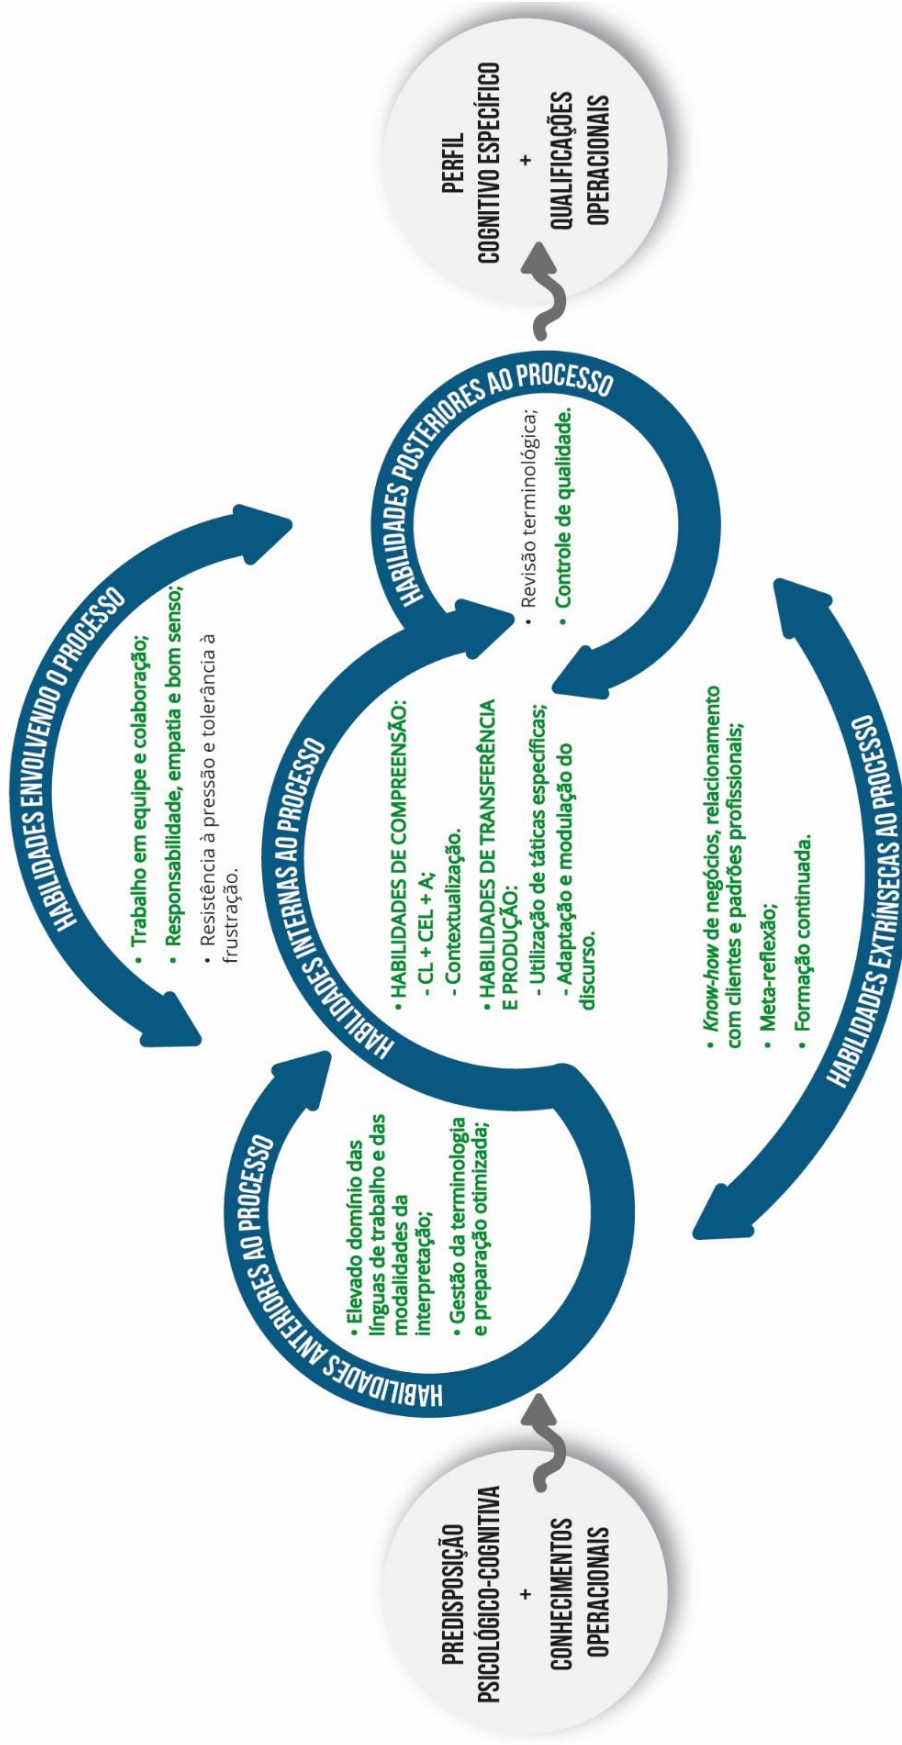 PREDISPOSIÇÃO
PSICOLÓGICO-COGNITIVA
+
CONHECIMENTOS
OPERACIONAIS
HABILIDADES ANTERIORES AO PROCESSO
• Elevado domínio das
línguas de trabalho e das
modalidades da
interpretação;
• Gestão da terminologia
e preparação otimizada;
HABILIDADES ENVOLVENDO O PROCESSO
• Trabalho em equipe e colaboração;
• Responsabilidade, empatia e bom senso;
• Resistência à pressão e tolerância à
frustração.
HABILIDADES INTERNAS AO PROCESSO
• HABILIDADES DE COMPREENSÃO:
- CL + CEL + A;
- Contextualização.
• HABILIDADES DE TRANSFERÊNCIA
E PRODUÇÃO:
- Utilização de táticas específicas;
- Adaptação e modulação do
discurso.
HABILIDADES POSTERIORES AO PROCESSO
• Revisão terminológica;
• Controle de qualidade.
• Know-how de negócios, relacionamento
com clientes e padrões profissionais;
• Meta-reflexão;
• Formação continuada.
HABILIDADES EXTRÍNSECAS AO PROCESSO
PERFIL
COGNITIVO ESPECÍFICO
+
QUALIFICAÇÕES
OPERACIONAIS